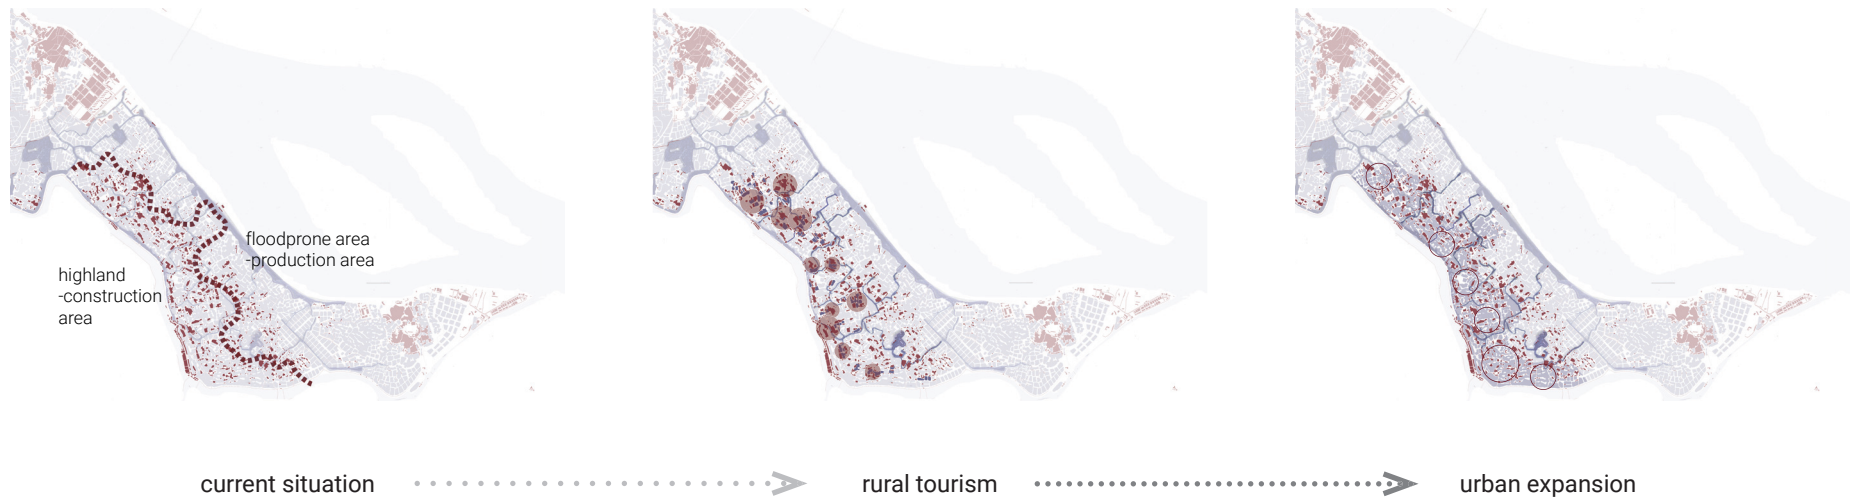 floodprone area
-production area
highland
-construction
area
current situation
rural tourism
urban expansion